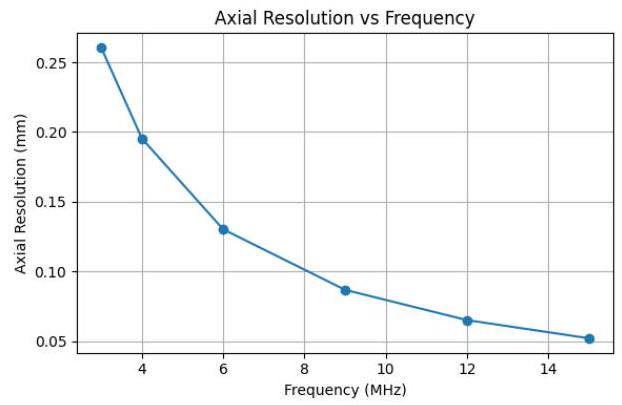 Axial Resolution vs Frequency
Axial Resolution (mm)
0.25
0.20
0.15
0.10
0.05
4 6 8 10 12 14
Frequency (MHz)